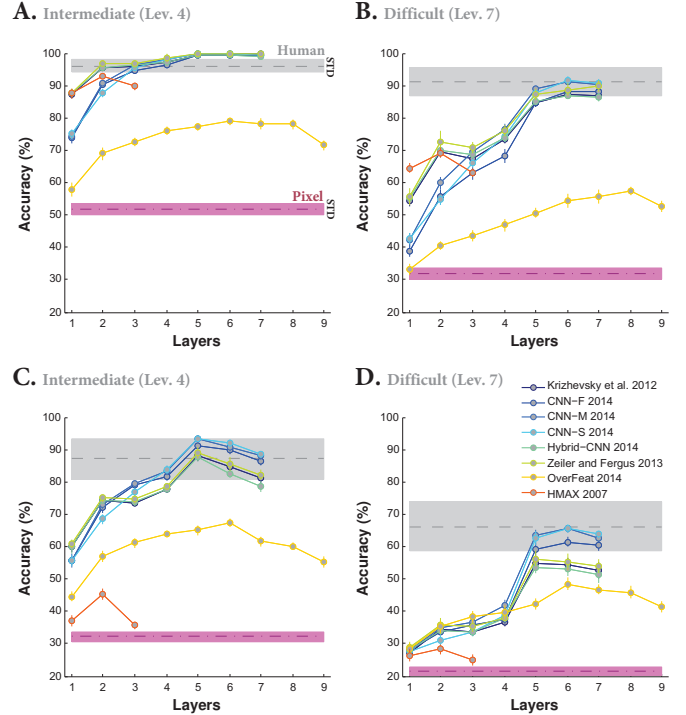 A. Intermediate (Lev. 4)
Human
STD
Pixel
STD
Accuracy (%)
100
90
80
70
60
50
40
30
20
1 2 3 4 5 6 7 8 9
Layers
B. Difficult (Lev. 7)
Accuracy (%)
100
90
80
70
60
50
40
30
20
1 2 3 4 5 6 7 8 9
Layers
C. Intermediate (Lev. 4)
Accuracy (%)
100
90
80
70
60
50
40
30
20
1 2 3 4 5 6 7 8 9
Layers
D. Difficult (Lev. 7)
Krizhevsky et al. 2012
CNN−F 2014
CNN−M 2014
CNN−S 2014
Hybrid−CNN 2014
Zeiler and Fergus 2013
OverFeat 2014
HMAX 2007
Accuracy (%)
100
90
80
70
60
50
40
30
20
1 2 3 4 5 6 7 8 9
Layers